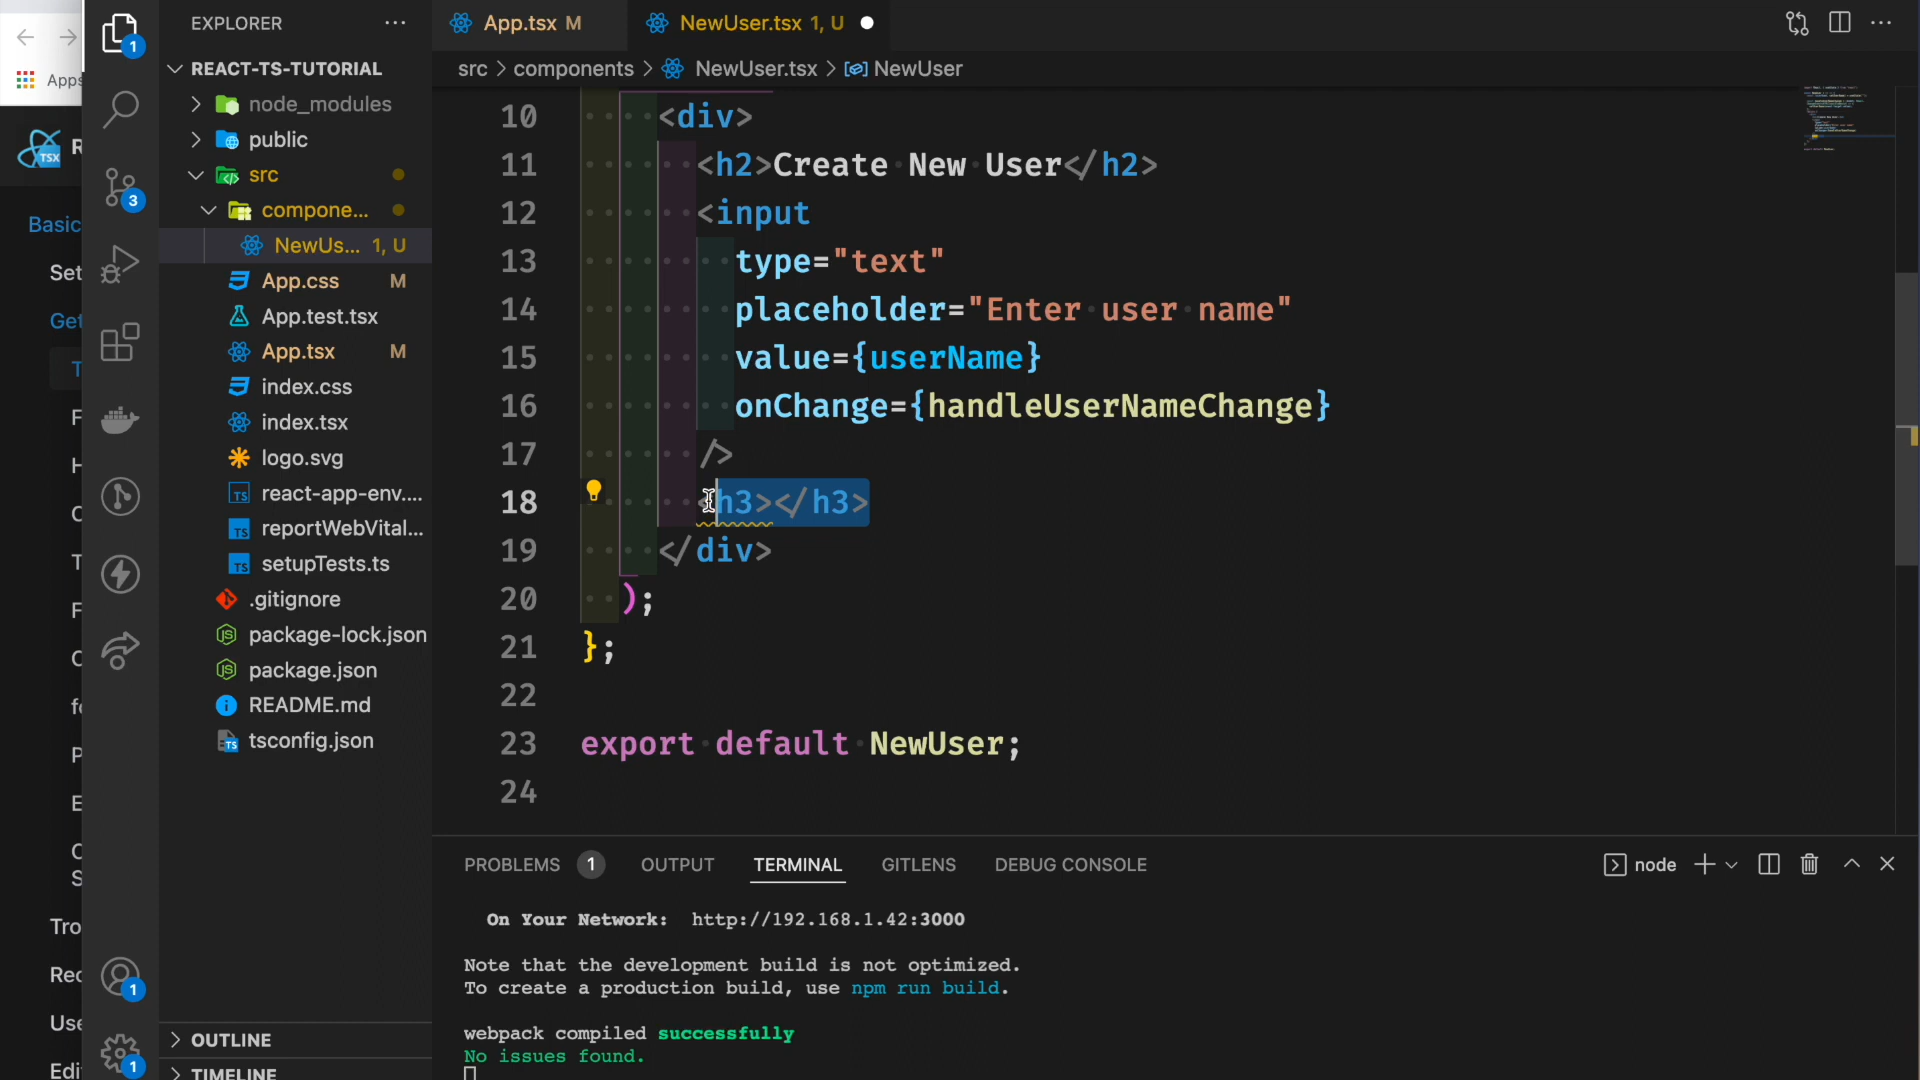 EXPLORER
App.tsx M
NewUser.tsx 1, U
Apps
REACT-TS-TUTORIAL
src > components > NewUser.tsx > NewUser
node_modules
public
src
compone...
NewUs... 1, U
App.css M
App.test.tsx
App.tsx M
index.css
index.tsx
logo.svg
react-app-env....
reportWebVital...
setupTests.ts
.gitignore
package-lock.json
package.json
README.md
tsconfig.json
OUTLINE
TIMELINE
1
3
1
1
TSX
R
Basic
Set
Get
T
F
H
C
T
F
C
fe
P
E
C
S
Tro
Rec
Use
Edi
10 <div>
11 <h2>Create New User</h2>
12 <input
13 type="text"
14 placeholder="Enter user name"
15 value={userName}
16 onChange={handleUserNameChange}
17 />
18 <h3></h3>
19 </div>
20 );
21 };
22
23 export default NewUser;
24
PROBLEMS 1 OUTPUT TERMINAL GITLENS DEBUG CONSOLE
node
On Your Network: http://192.168.1.42:3000
Note that the development build is not optimized.
To create a production build, use npm run build.
webpack compiled successfully
No issues found.